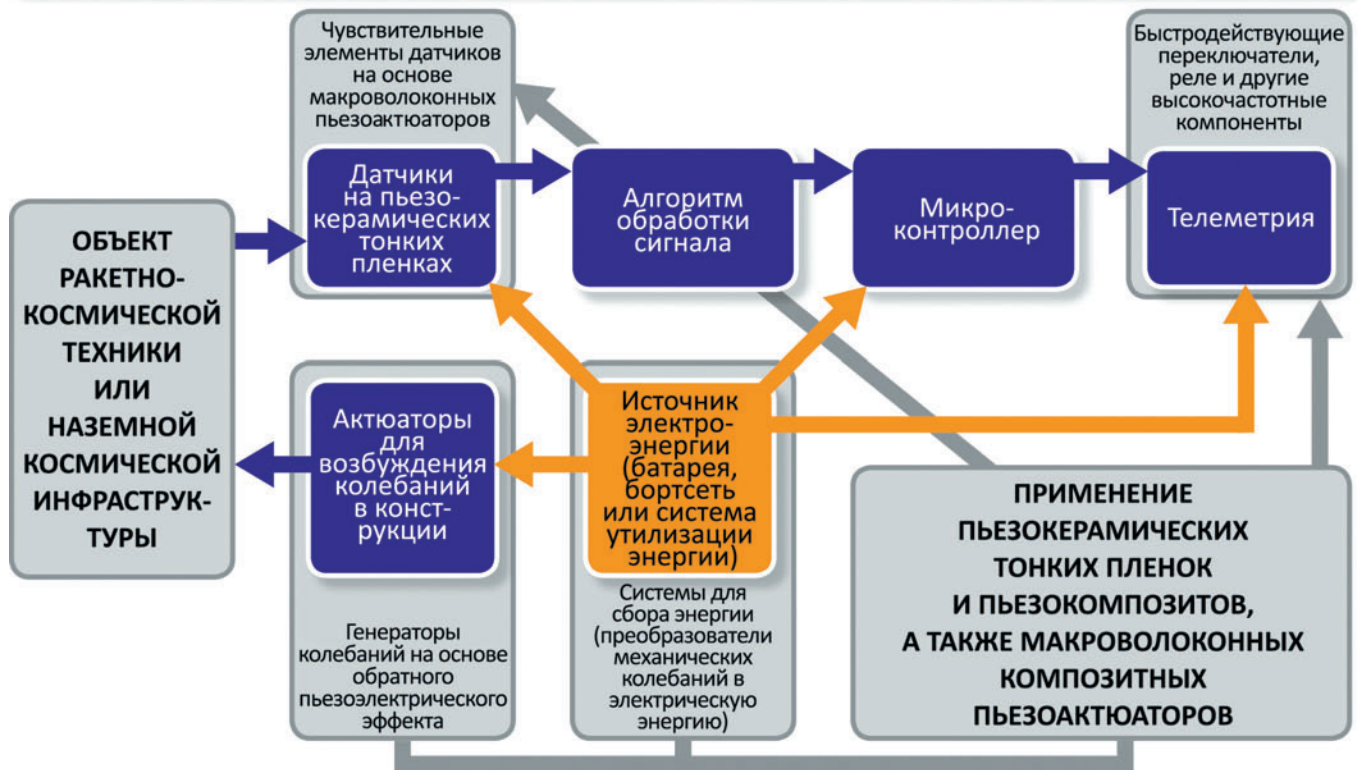 Чувствительные
элементы датчиков
на основе
макроволоконных
пьезоактюаторов
Датчики
на пьезо-
керамических
тонких
пленках
Алгоритм
обработки
сигнала
Микро-
контроллер
Быстродействующие
переключатели,
реле и другие
высокочастотные
компоненты
Телеметрия
ОБЪЕКТ
РАКЕТНО-
КОСМИЧЕСКОЙ
ТЕХНИКИ
ИЛИ
НАЗЕМНОЙ
КОСМИЧЕСКОЙ
ИНФРАСТРУК-
ТУРЫ
Актюаторы
для
возбуждения
колебаний
в конст-
рукции
Генераторы
колебаний на основе
обратного
пьезоэлектрического
эффекта
Источник
электро-
энергии
(батарея,
бортсеть
или система
утилизации
энергии)
Системы для
сбора энергии
(преобразователи
механических
колебаний в
электрическую
энергию)
ПРИМЕНЕНИЕ
ПЬЕЗОКЕРАМИЧЕСКИХ
ТОНКИХ ПЛЕНОК
И ПЬЕЗОКОМПОЗИТОВ,
А ТАКЖЕ МАКРОВОЛОКОННЫХ
КОМПОЗИТНЫХ
ПЬЕЗОАКТЮАТОРОВ